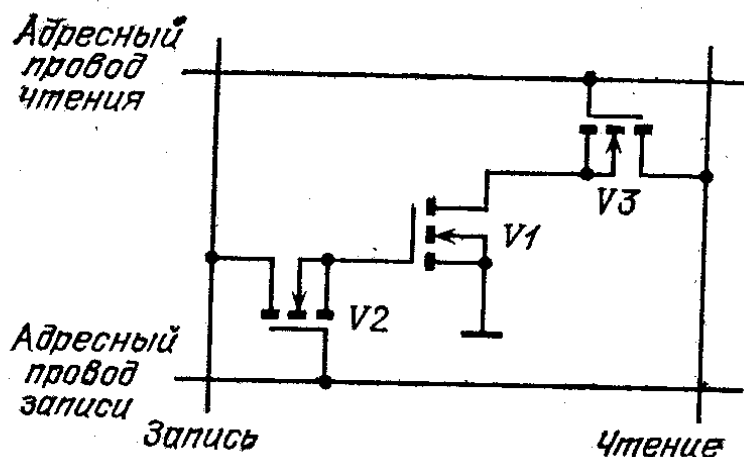 Адресный
провод
чтения
V3
V1
V2
Адресный
провод
записи
Запись
Чтение